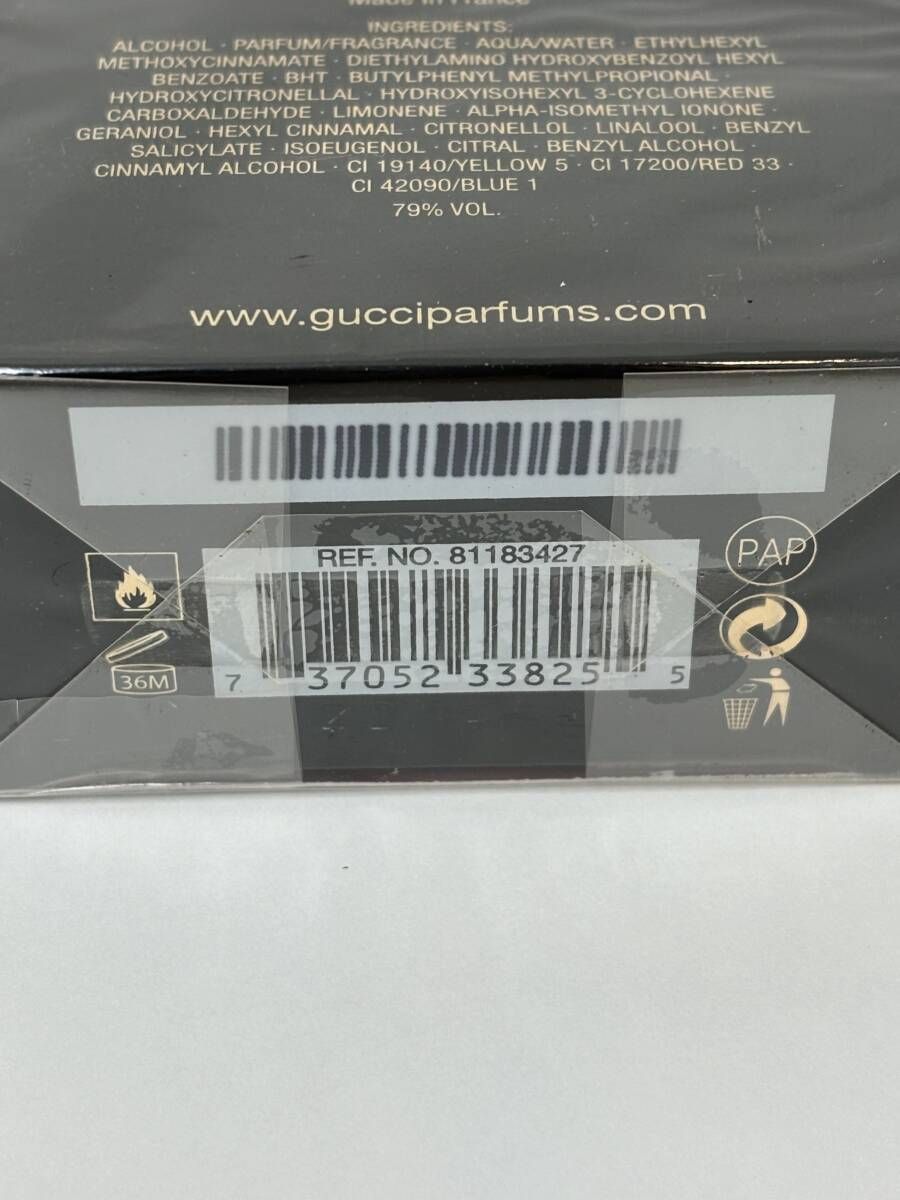 Made in France
INGREDIENTS:
ALCOHOL · PARFUM/FRAGRANCE · AQUA/WATER · ETHYLHEXYL
METHOXYCINNAMATE · DIETHYLAMINO HYDROXYBENZOYL HEXYL
BENZOATE · BHT · BUTYLPHENYL METHYLPROPIONAL ·
HYDROXYCITRONELLAL · HYDROXYISOHEXYL 3-CYCLOHEXENE
CARBOXALDEHYDE · LIMONENE · ALPHA-ISOMETHYL IONONE ·
GERANIOL · HEXYL CINNAMAL · CITRONELLOL · LINALOOL · BENZYL
SALICYLATE · ISOEUGENOL · CITRAL · BENZYL ALCOHOL ·
CINNAMYL ALCOHOL · CI 19140/YELLOW 5 · CI 17200/RED 33 ·
CI 42090/BLUE 1
79% VOL.
www.gucciparfums.com
REF. NO. 81183427
PAP
36M
7 37052 33825 5